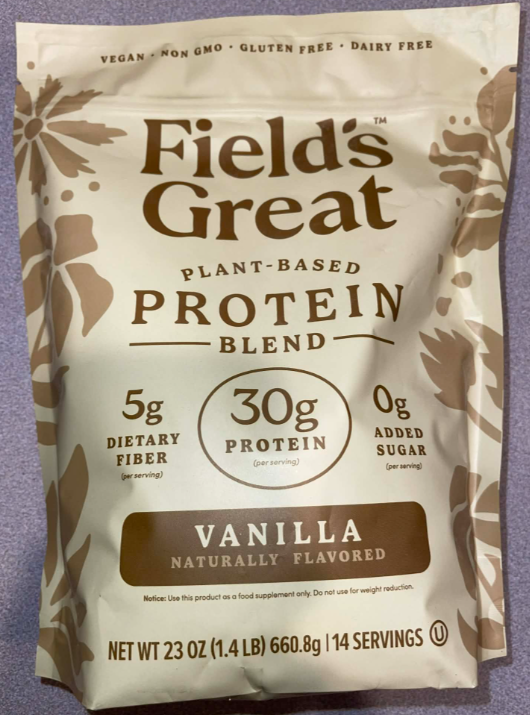 VEGAN • NON GMO • GLUTEN FREE • DAIRY FREE
Field's™
Great
PLANT-BASED
PROTEIN
BLEND
5g
DIETARY
FIBER
(per serving)
30g
PROTEIN
(per serving)
0g
ADDED
SUGAR
(per serving)
VANILLA
NATURALLY FLAVORED
Notice: Use this product as a food supplement only. Do not use for weight reduction.
NET WT 23 OZ (1.4 LB) 660.8g | 14 SERVINGS Ⓤ